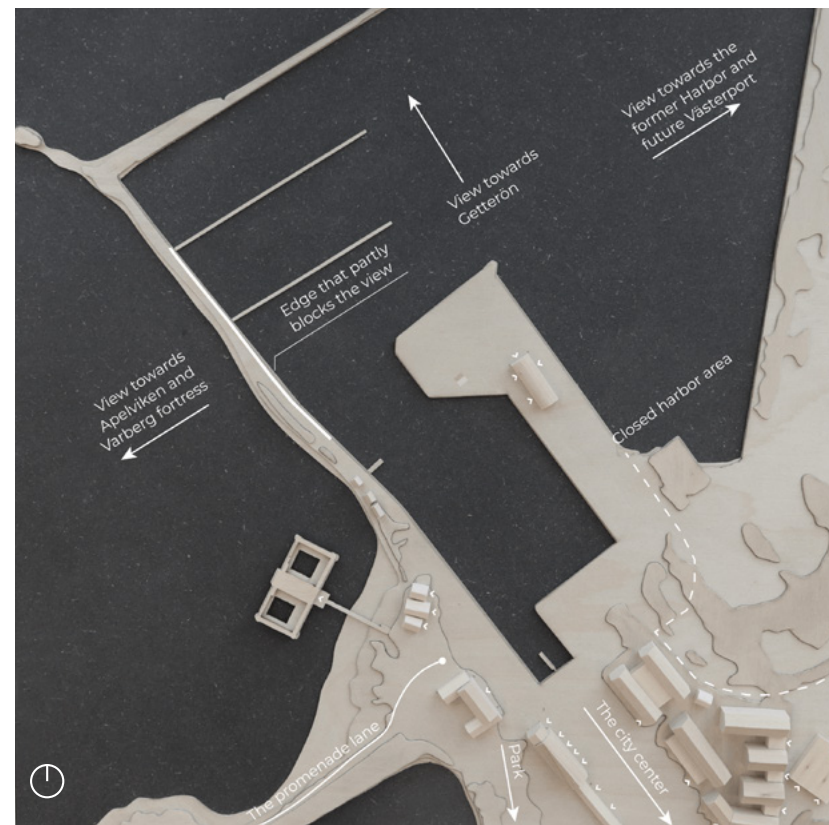 View towards the
former Harbor and
future Västerport
View towards
Getterön
Edge that partly
blocks the view
View towards
Apelviken and
Varberg fortress
Closed harbor area
The promenade lane
Park
The city center